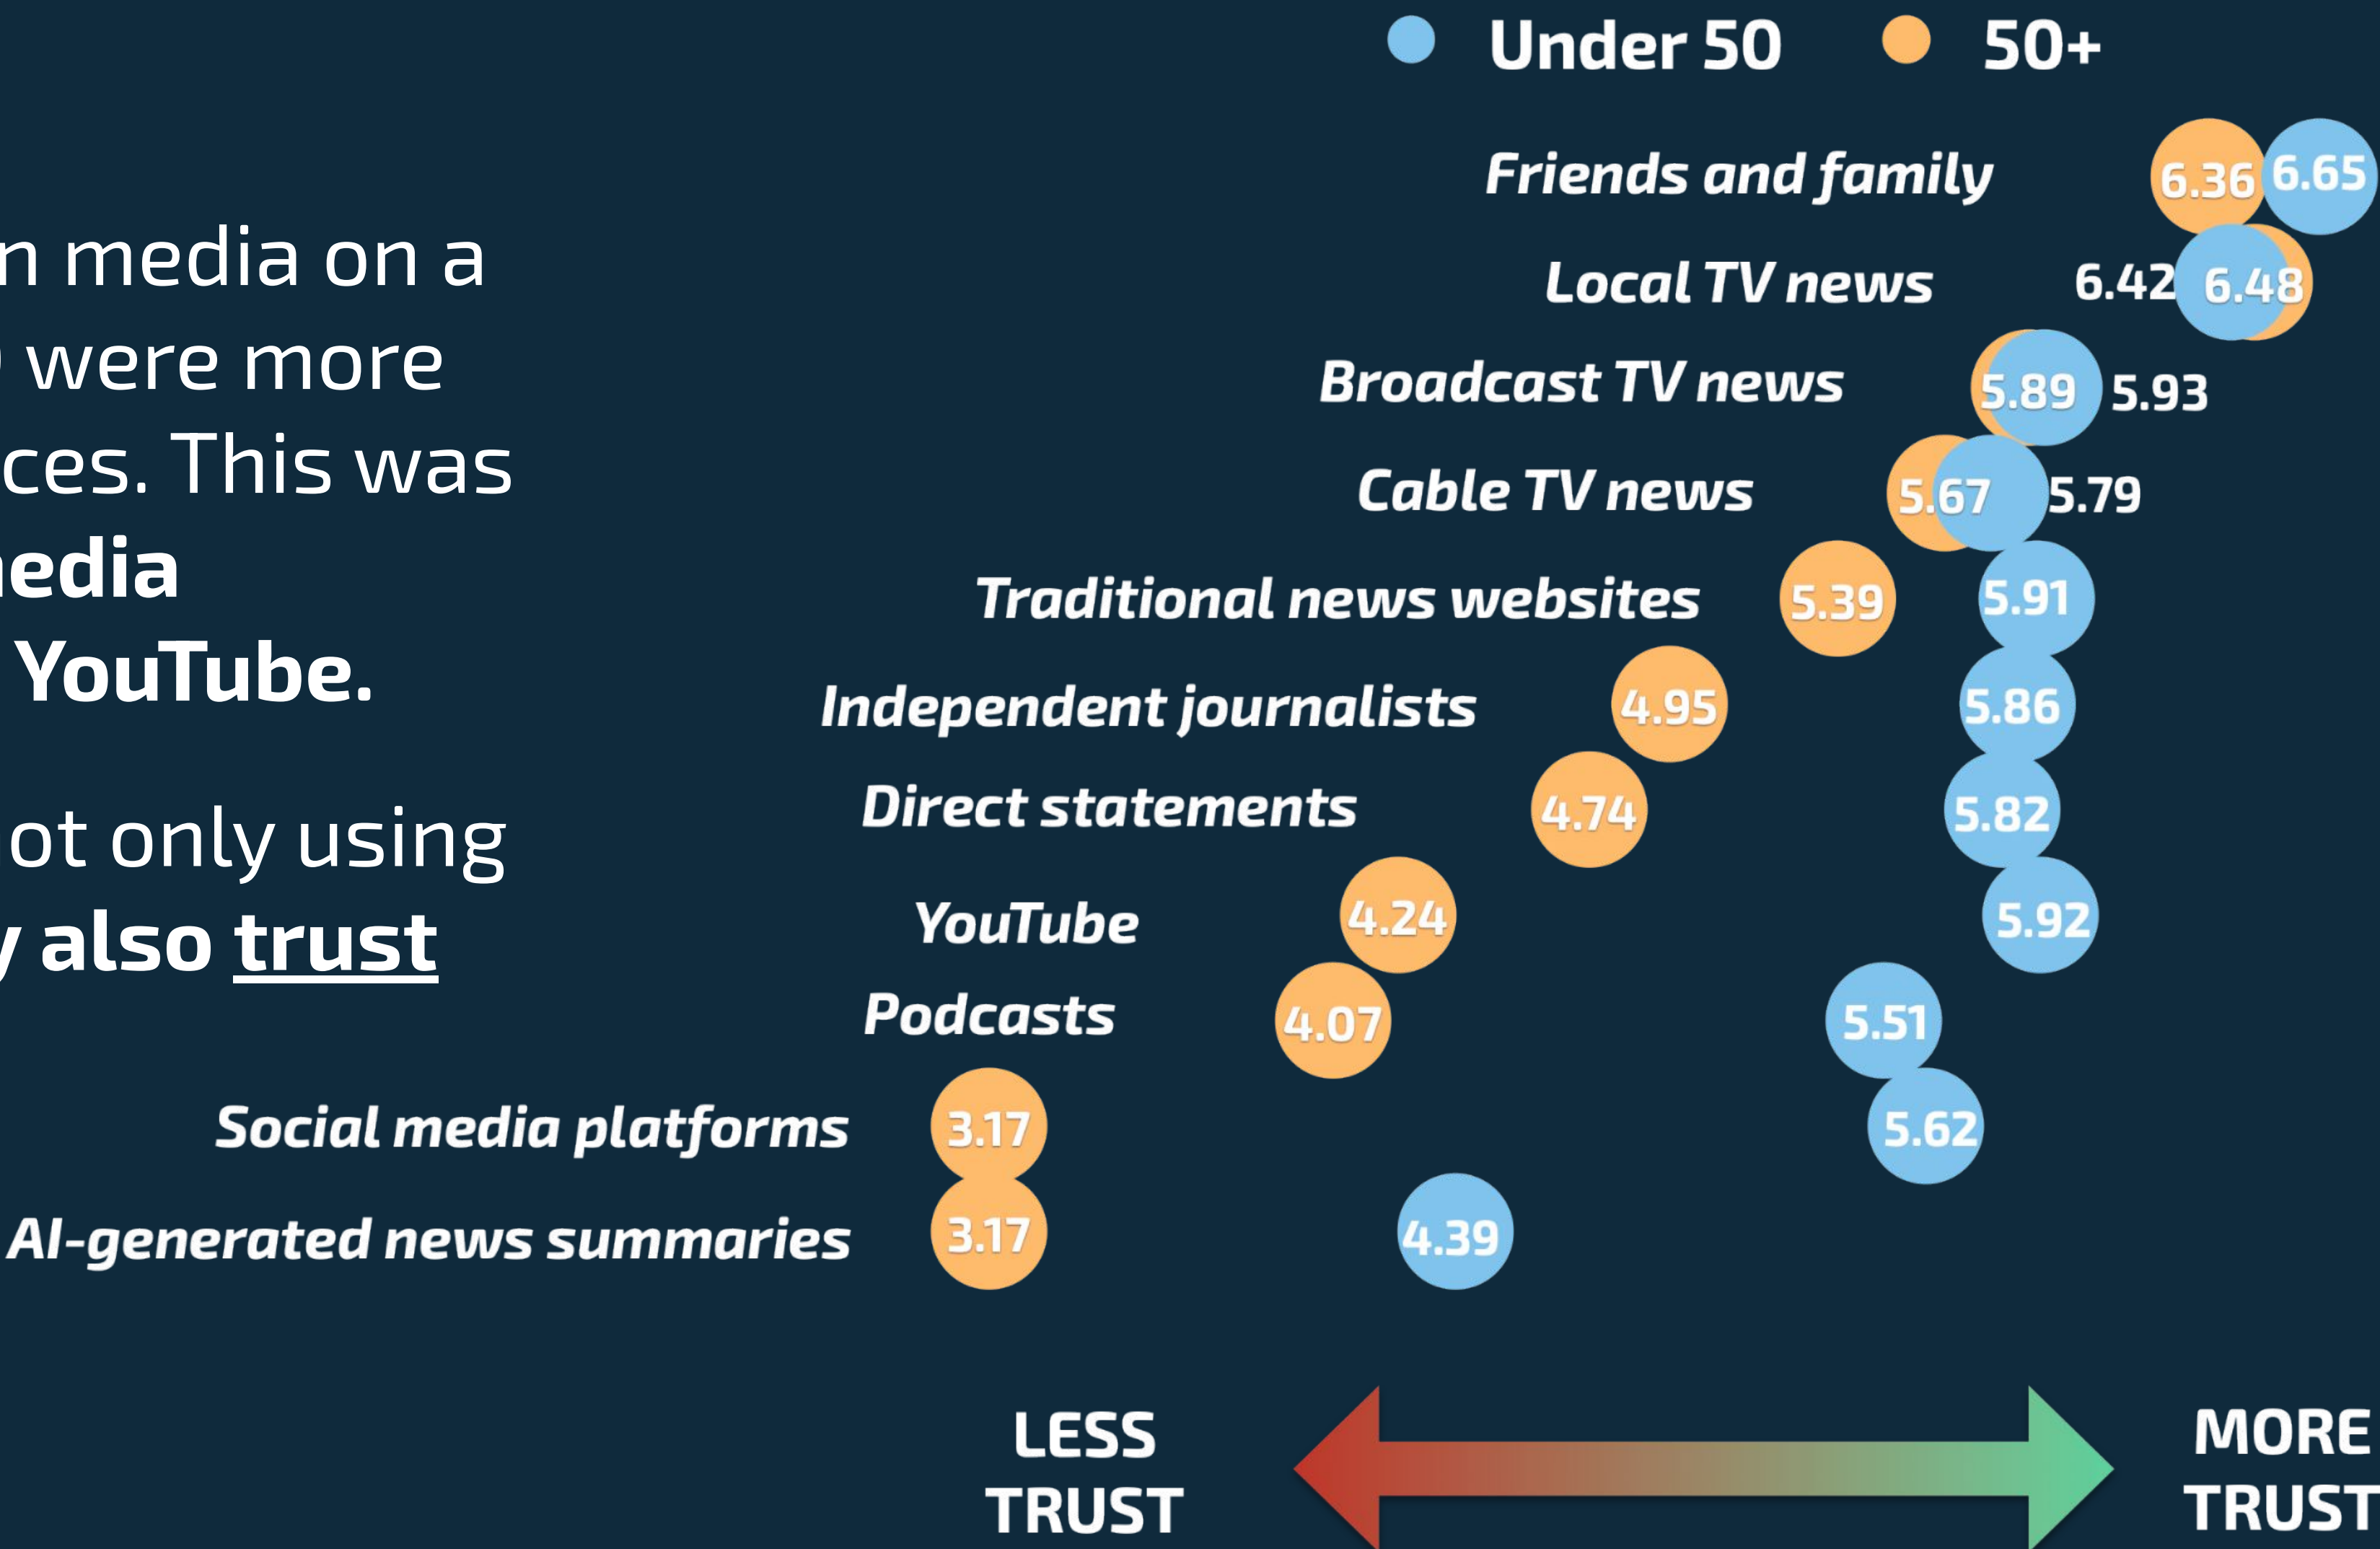 Under 50
50+
n media on a
were more
ces. This was
edia
YouTube.
ot only using
y also trust
Friends and family 6.36 6.65
Local TV news 6.42 6.48
Broadcast TV news 5.89 5.93
Cable TV news 5.67 5.79
Traditional news websites 5.39 5.91
Independent journalists 4.95 5.86
Direct statements 4.74 5.82
YouTube 4.24 5.92
Podcasts 4.07 5.51
Social media platforms 3.17 5.62
AI-generated news summaries 3.17 4.39
LESS
TRUST
MORE
TRUST